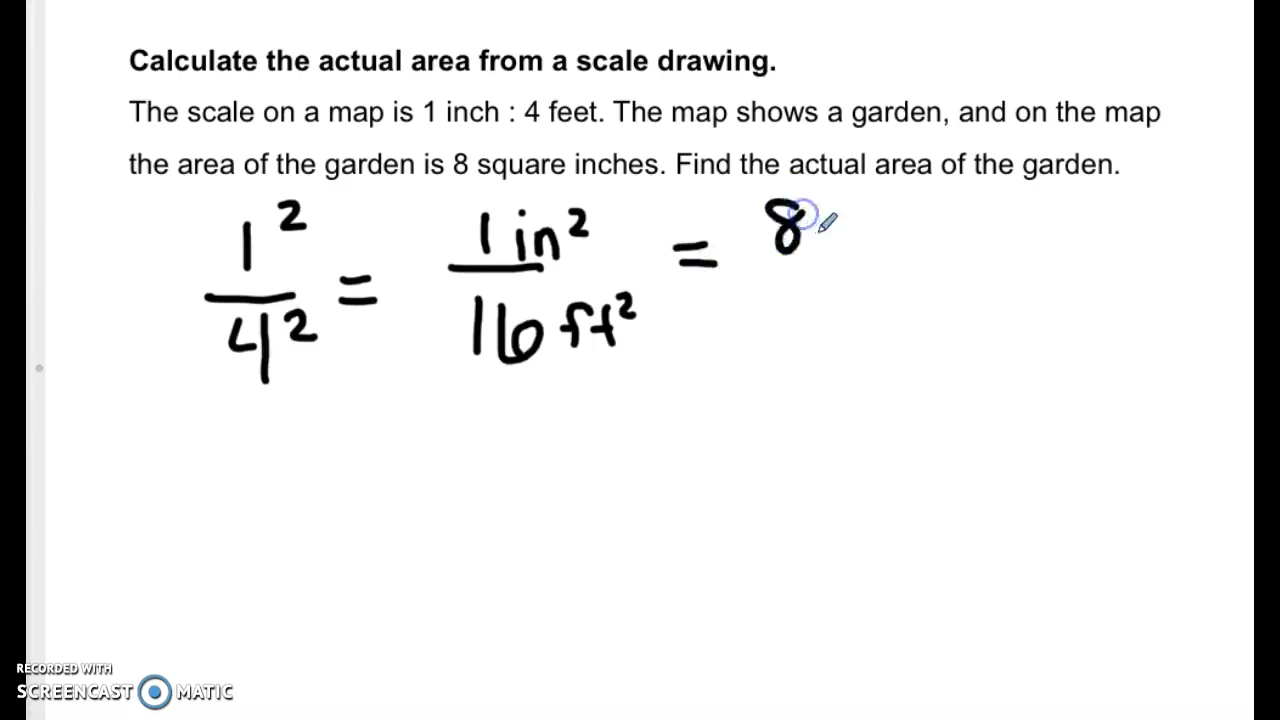 Calculate the actual area from a scale drawing.
The scale on a map is 1 inch : 4 feet. The map shows a garden, and on the map
the area of the garden is 8 square inches. Find the actual area of the garden.
1² / 4² = 1 in² / 16 ft² = 8
RECORDED WITH
SCREENCAST MATIC